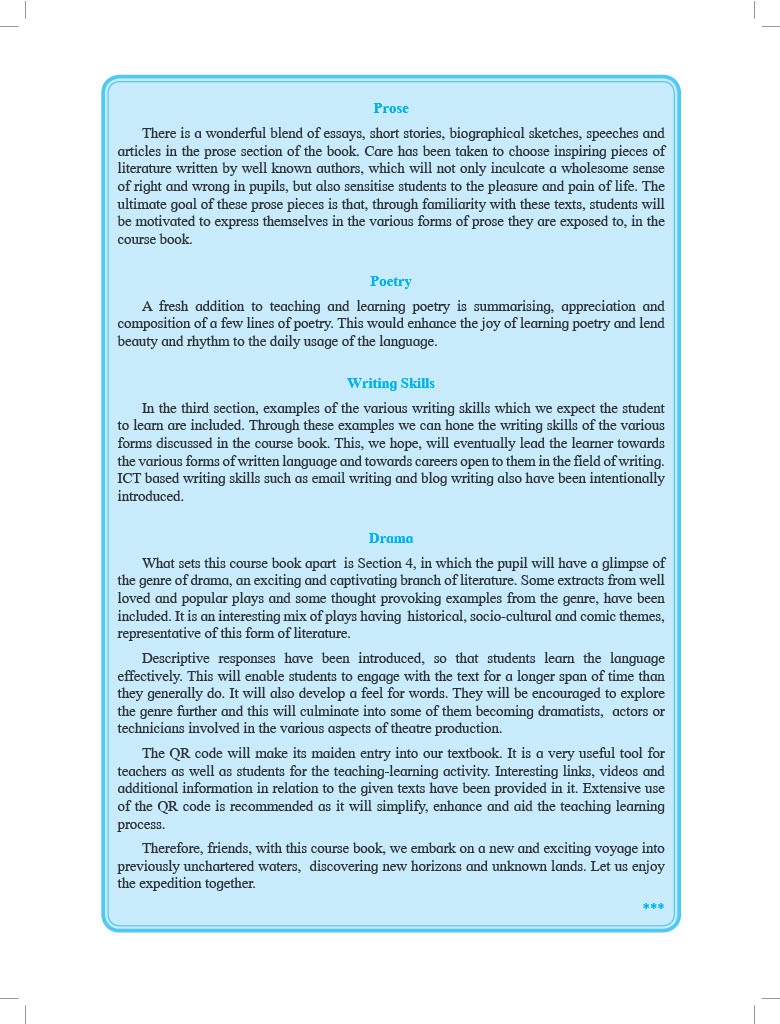 Prose
There is a wonderful blend of essays, short stories, biographical sketches, speeches and
articles in the prose section of the book. Care has been taken to choose inspiring pieces of
literature written by well known authors, which will not only inculcate a wholesome sense
of right and wrong in pupils, but also sensitise students to the pleasure and pain of life. The
ultimate goal of these prose pieces is that, through familiarity with these texts, students will
be motivated to express themselves in the various forms of prose they are exposed to, in the
course book.
Poetry
A fresh addition to teaching and learning poetry is summarising, appreciation and
composition of a few lines of poetry. This would enhance the joy of learning poetry and lend
beauty and rhythm to the daily usage of the language.
Writing Skills
In the third section, examples of the various writing skills which we expect the student
to learn are included. Through these examples we can hone the writing skills of the various
forms discussed in the course book. This, we hope, will eventually lead the learner towards
the various forms of written language and towards careers open to them in the field of writing.
ICT based writing skills such as email writing and blog writing also have been intentionally
introduced.
Drama
What sets this course book apart  is Section 4, in which the pupil will have a glimpse of
the genre of drama, an exciting and captivating branch of literature. Some extracts from well
loved and popular plays and some thought provoking examples from the genre, have been
included. It is an interesting mix of plays having  historical, socio-cultural and comic themes,
representative of this form of literature.
Descriptive responses have been introduced, so that students learn the language
effectively. This will enable students to engage with the text for a longer span of time than
they generally do. It will also develop a feel for words. They will be encouraged to explore
the genre further and this will culminate into some of them becoming dramatists,  actors or
technicians involved in the various aspects of theatre production.
The QR code will make its maiden entry into our textbook. It is a very useful tool for
teachers as well as students for the teaching-learning activity. Interesting links, videos and
additional information in relation to the given texts have been provided in it. Extensive use
of the QR code is recommended as it will simplify, enhance and aid the teaching learning
process.
Therefore, friends, with this course book, we embark on a new and exciting voyage into
previously unchartered waters,  discovering new horizons and unknown lands. Let us enjoy
the expedition together.
***